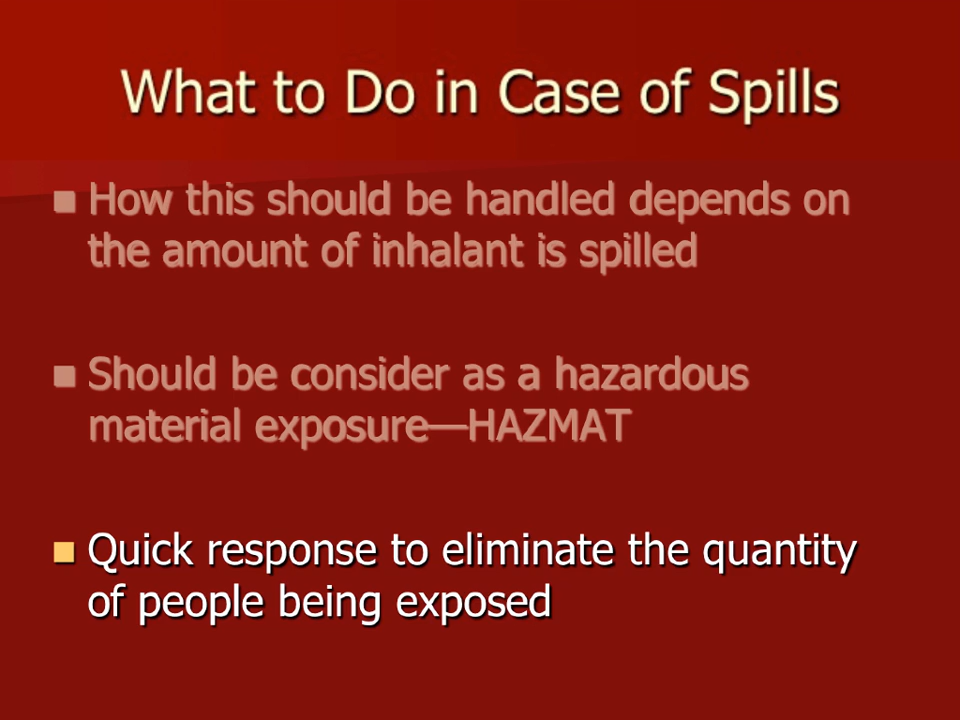 What to Do in Case of Spills
How this should be handled depends on
the amount of inhalant is spilled
Should be consider as a hazardous
material exposure—HAZMAT
Quick response to eliminate the quantity
of people being exposed